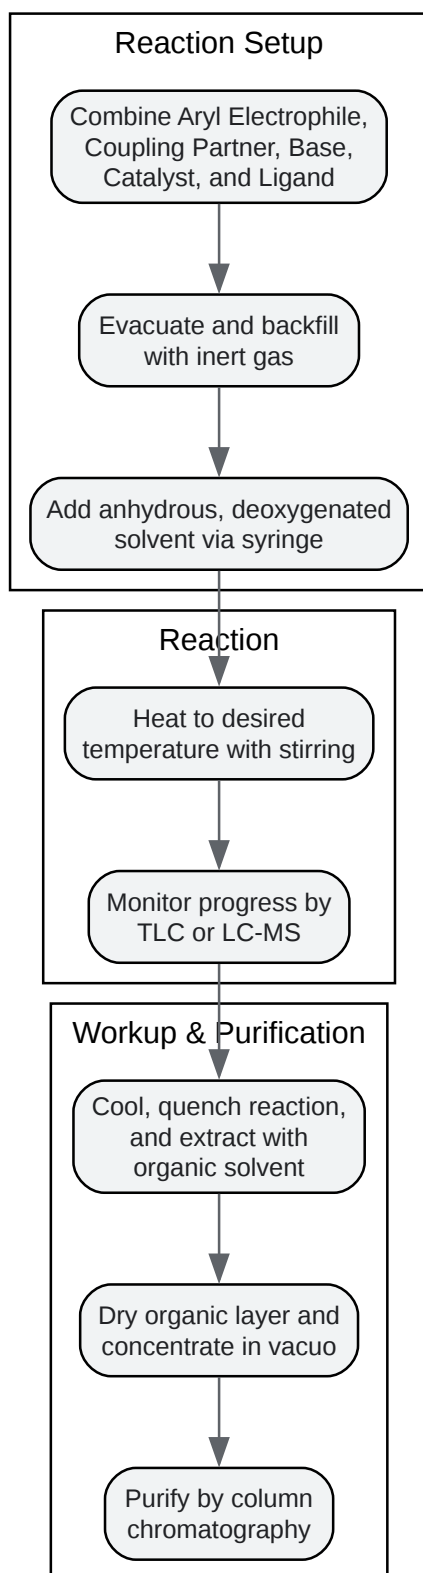 Reaction Setup
Combine Aryl Electrophile,
Coupling Partner, Base,
Catalyst, and Ligand
Evacuate and backfill
with inert gas
Add anhydrous, deoxygenated
solvent via syringe
Reaction
Heat to desired
temperature with stirring
Monitor progress by
TLC or LC-MS
Workup & Purification
Cool, quench reaction,
and extract with
organic solvent
Dry organic layer and
concentrate in vacuo
Purify by column
chromatography